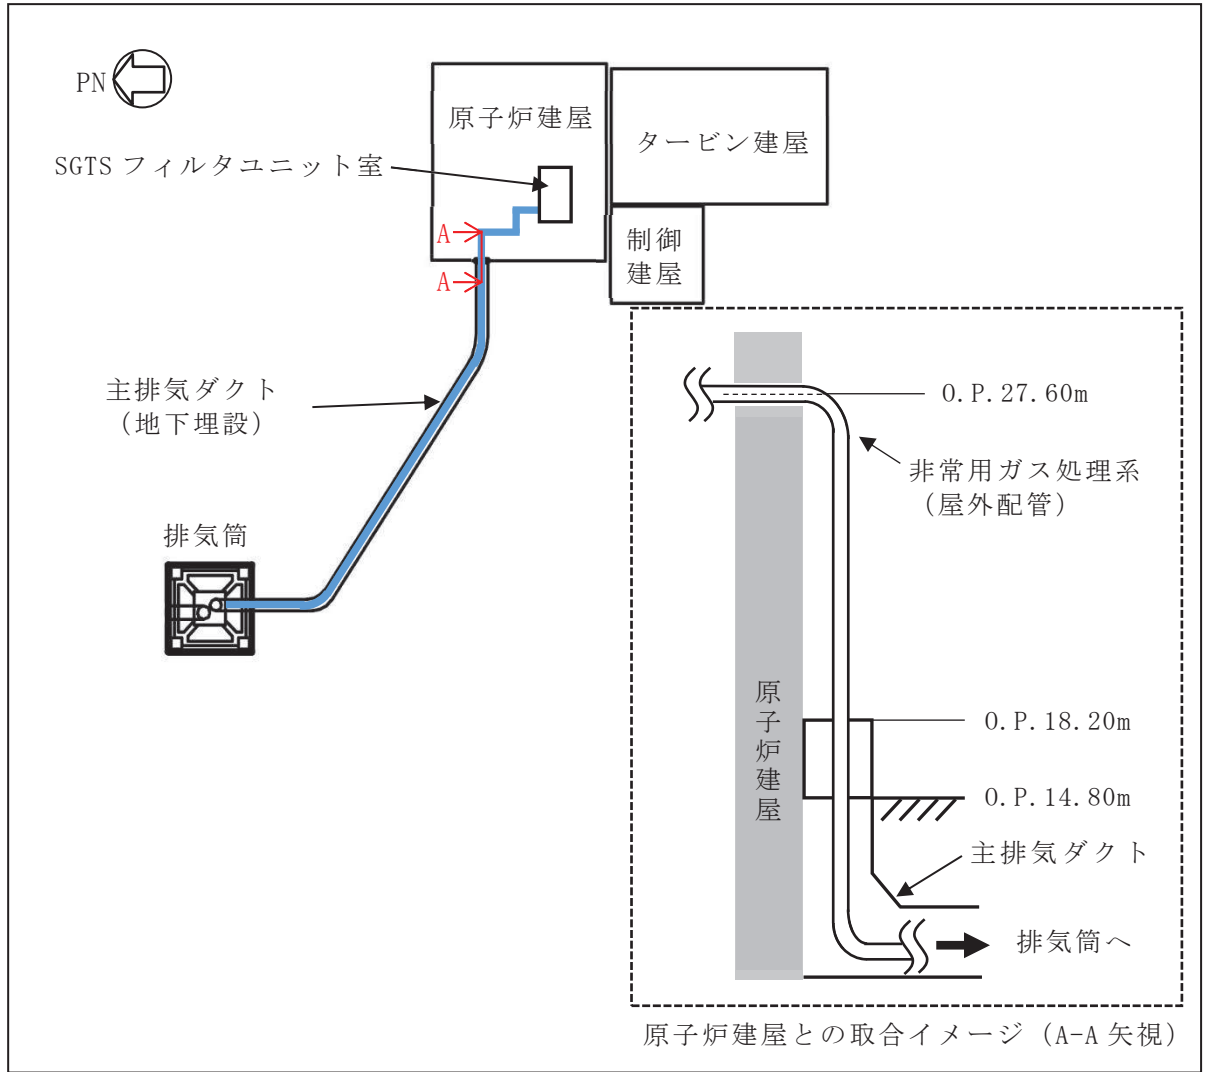 PN
原子炉建屋
タービン建屋
SGTS フィルタユニット室
制御
建屋
A
A
主排気ダクト
（地下埋設）
排気筒
O.P.27.60m
非常用ガス処理系
（屋外配管）
原子炉建屋
O.P.18.20m
O.P.14.80m
主排気ダクト
排気筒へ
原子炉建屋との取合イメージ（A-A 矢視）